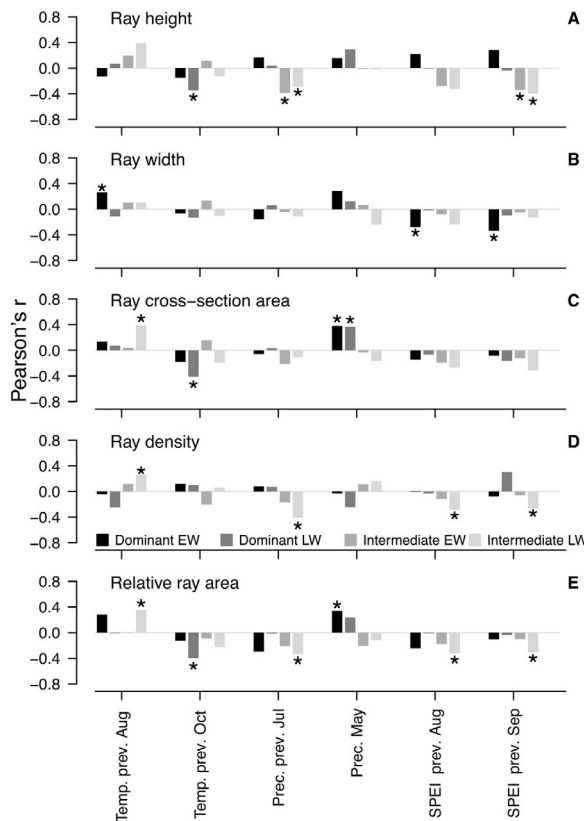 Ray height
A
0.8
0.4
0.0
−0.4
−0.8
* * * * *
Ray width
B
0.8
0.4
0.0
−0.4
−0.8
* * *
Ray cross−section area
C
0.8
0.4
0.0
−0.4
−0.8
* * * *
Pearson's r
Ray density
D
0.8
0.4
0.0
−0.4
−0.8
* * * *
Dominant EW Dominant LW Intermediate EW Intermediate LW
Relative ray area
E
0.8
0.4
0.0
−0.4
−0.8
* * * * * *
Temp. prev. Aug
Temp. prev. Oct
Prec. prev. Jul
Prec. May
SPEI prev. Aug
SPEI prev. Sep